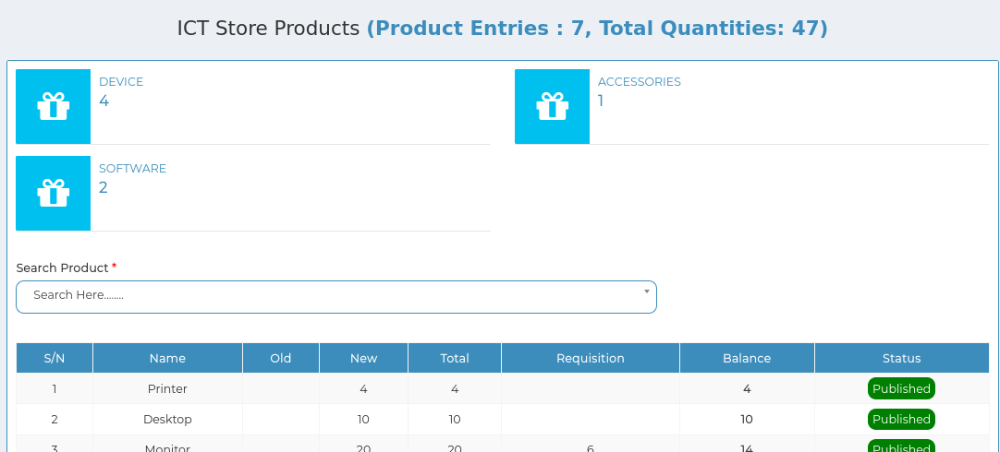 ICT Store Products (Product Entries : 7, Total Quantities: 47)
DEVICE
4
ACCESSORIES
1
SOFTWARE
2
Search Product *
Search Here........
S/N Name Old New Total Requisition Balance Status
1 Printer 4 4 4 Published
2 Desktop 10 10 10 Published
3 Monitor 20 20 6 14 Published